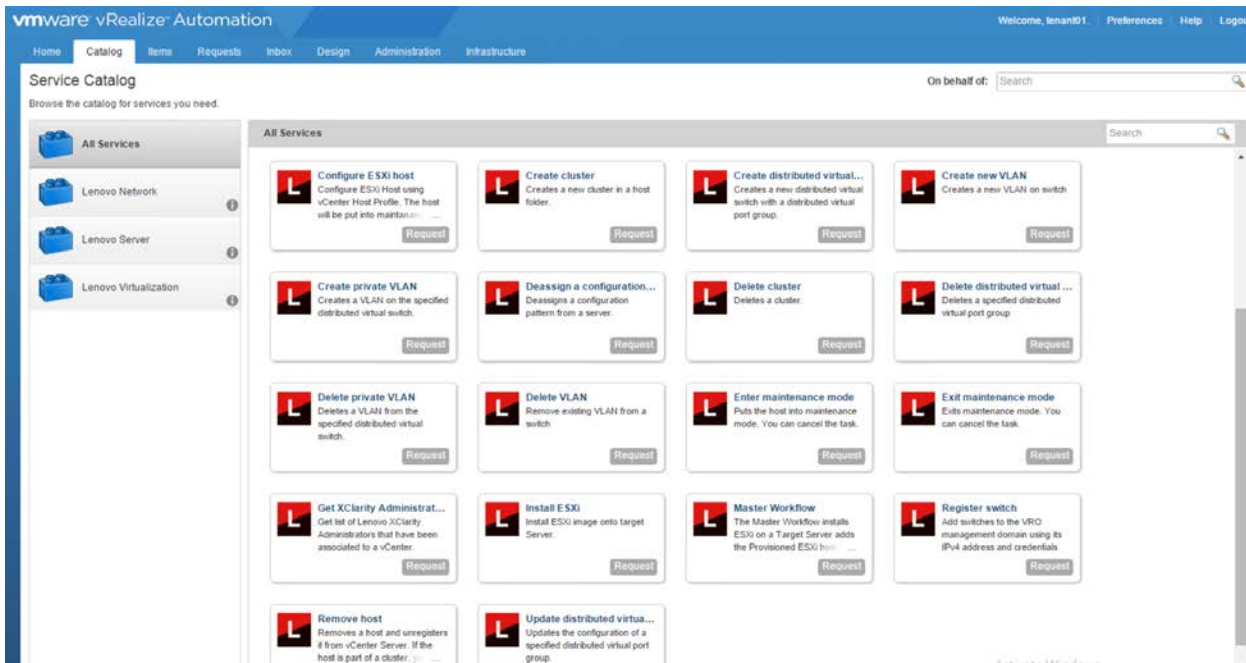 vmware vRealize Automation
Welcome, tenant01. Preferences Help Logou
Home Catalog Items Requests Inbox Design Administration Infrastructure
Service Catalog
On behalf of: Search
Browse the catalog for services you need.
All Services
Lenovo Network
Lenovo Server
Lenovo Virtualization
All Services
Search
Configure ESXi host
Configure ESXi Host using
vCenter Host Profile. The host
will be put into maintanan ...
Request
Create cluster
Creates a new cluster in a host
folder.
Request
Create distributed virtual...
Creates a new distributed virtual
switch with a distributed virtual
port group.
Request
Create new VLAN
Creates a new VLAN on switch
Request
Create private VLAN
Creates a VLAN on the specified
distributed virtual switch.
Request
Deassign a configuration...
Deassigns a configuration
pattern from a server.
Request
Delete cluster
Deletes a cluster.
Request
Delete distributed virtual ...
Deletes a specified distributed
virtual port group
Request
Delete private VLAN
Deletes a VLAN from the
specified distributed virtual
switch.
Request
Delete VLAN
Remove existing VLAN from a
switch
Request
Enter maintenance mode
Puts the host into maintenance
mode. You can cancel the task.
Request
Exit maintenance mode
Exits maintenance mode. You
can cancel the task.
Request
Get XClarity Administrat...
Get list of Lenovo XClarity
Administrators that have been
associated to a vCenter.
Request
Install ESXi
Install ESXi image onto target
Server.
Request
Master Workflow
The Master Workflow installs
ESXi on a Target Server adds
the Provisioned ESXi ...
Request
Register switch
Add switches to the VRO
management domain using its
IPv4 address and credentials
Request
Remove host
Removes a host and unregisters
it from vCenter Server. If the
host is part of a cluster,
Update distributed virtua...
Updates the configuration of a
specified distributed virtual port
group.